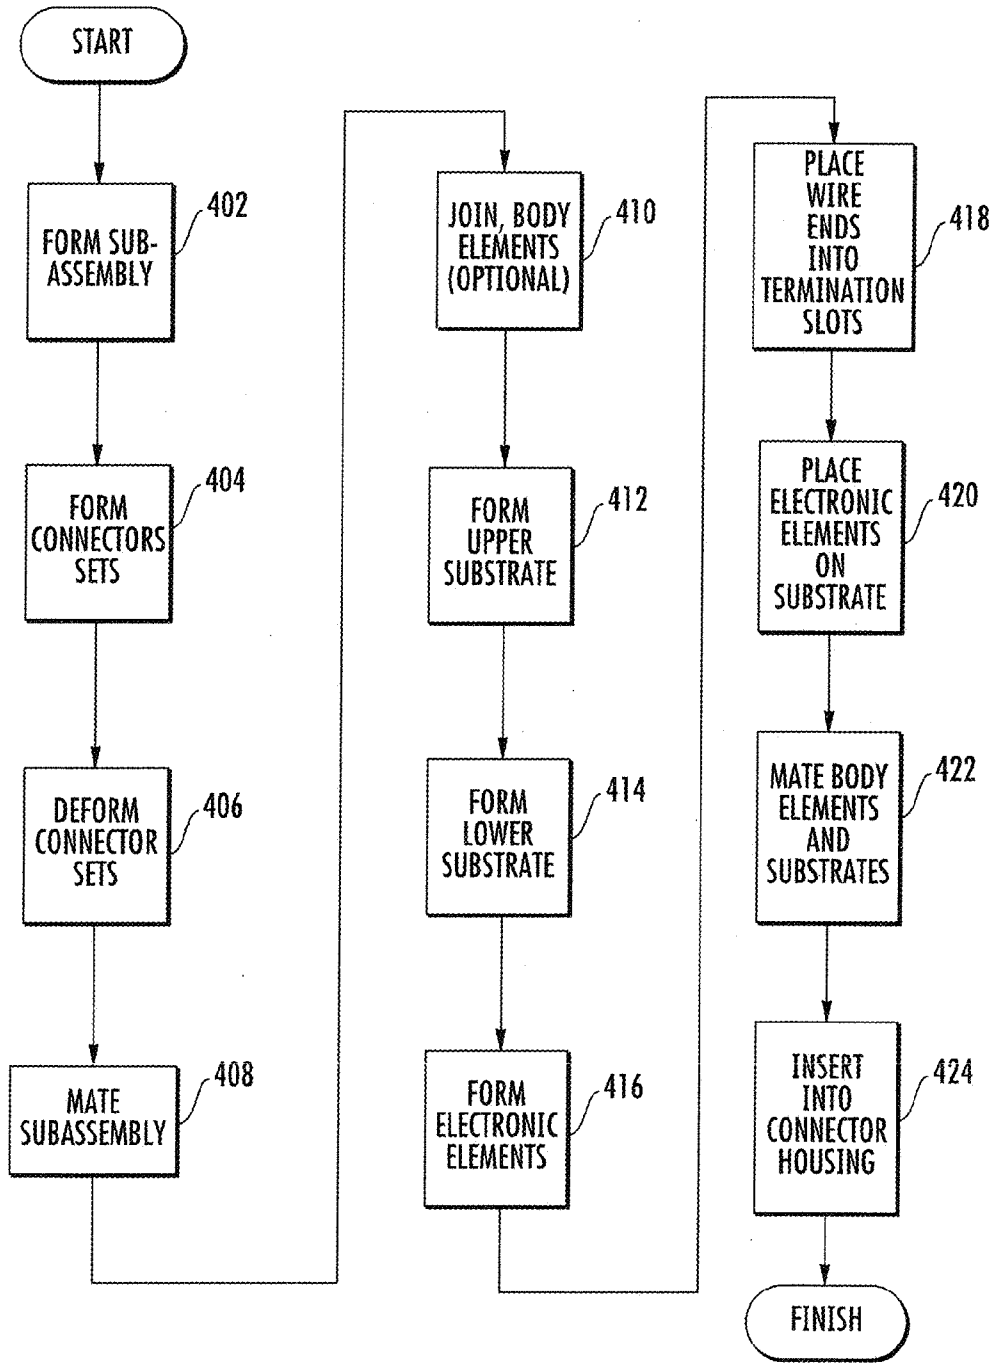 START
402
FORM SUB-
ASSEMBLY
404
FORM
CONNECTORS
SETS
406
DEFORM
CONNECTOR
SETS
408
MATE
SUBASSEMBLY
410
JOIN, BODY
ELEMENTS
(OPTIONAL)
412
FORM
UPPER
SUBSTRATE
414
FORM
LOWER
SUBSTRATE
416
FORM
ELECTRONIC
ELEMENTS
418
PLACE
WIRE
ENDS
INTO
TERMINATION
SLOTS
420
PLACE
ELECTRONIC
ELEMENTS
ON
SUBSTRATE
422
MATE BODY
ELEMENTS
AND
SUBSTRATES
424
INSERT
INTO
CONNECTOR
HOUSING
FINISH